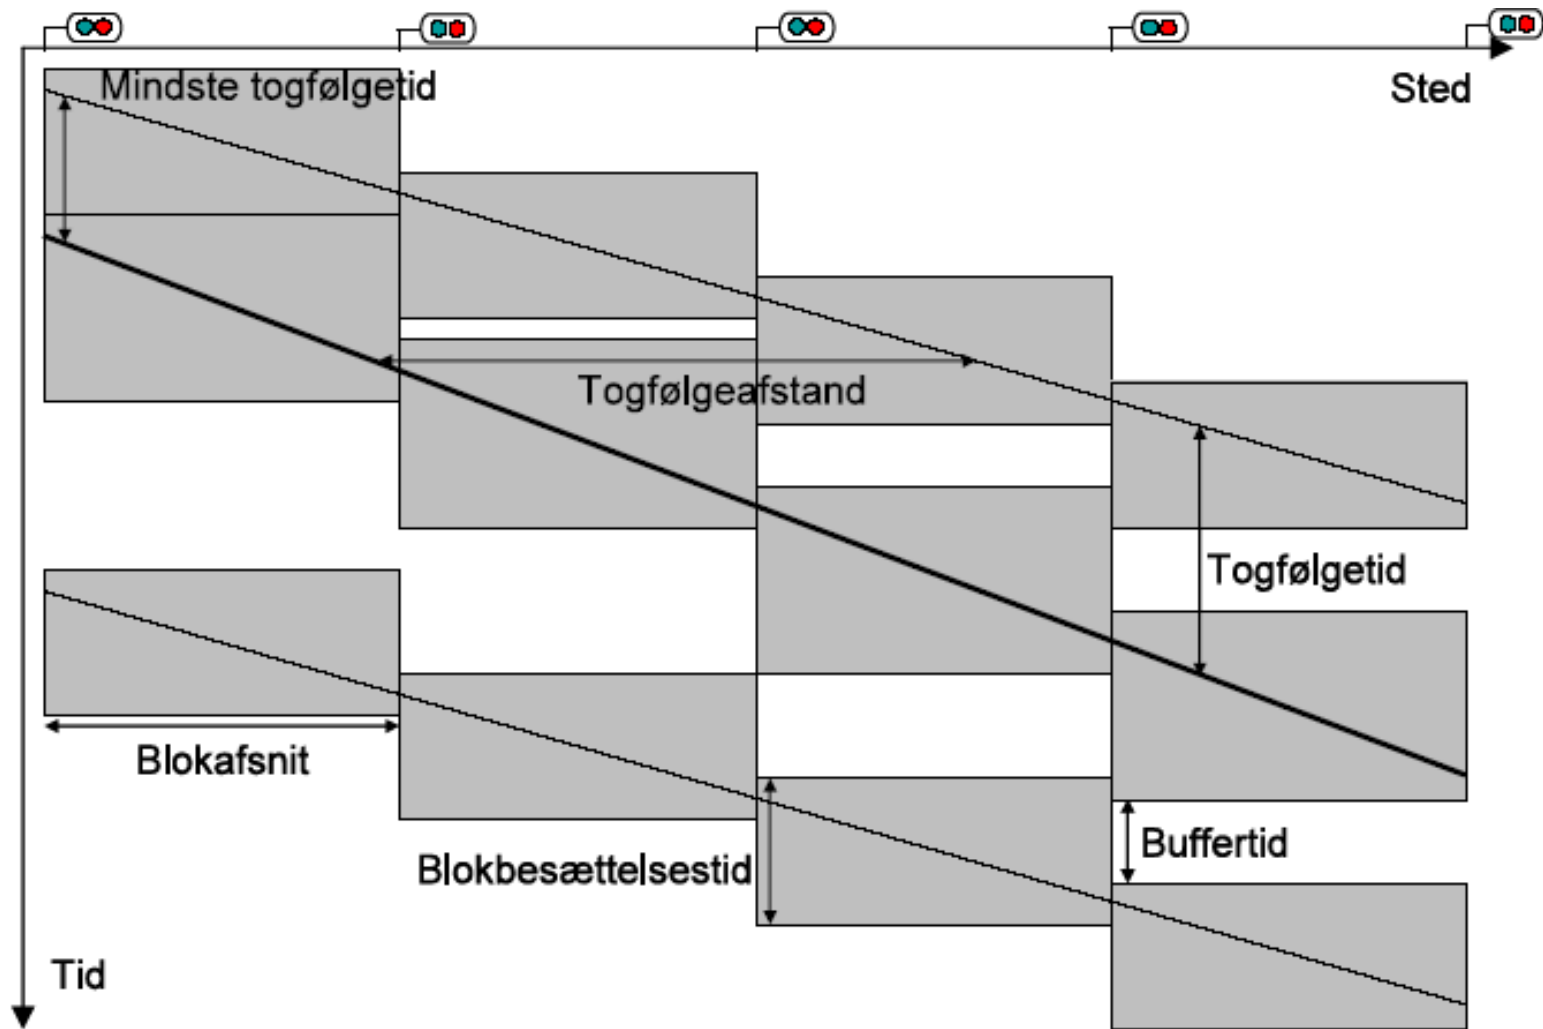 Mindste togfølgetid
Sted
Togfølgeafstand
Togfølgetid
Blokafsnit
Buffertid
Blokbesættelsestid
Tid